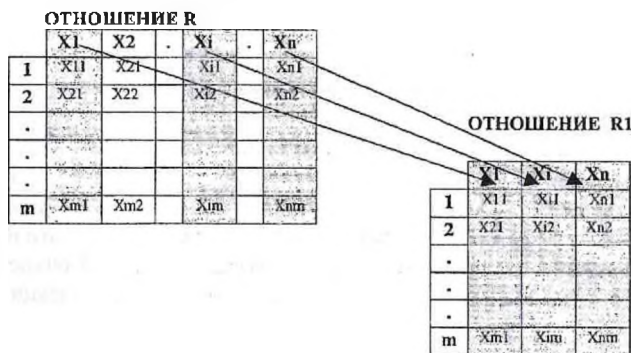 ОТНОШЕНИЕ R
X1 X2 . Xi . Xn
1 X11 X21 Xi1 Xn1
2 X21 X22 Xi2 Xn2
.
.
.
m Xm1 Xm2 Xim Xnm
ОТНОШЕНИЕ R1
X1 Xi Xn
1 X11 Xi1 Xn1
2 X21 Xi2 Xn2
.
.
.
m Xm1 Xim Xnm